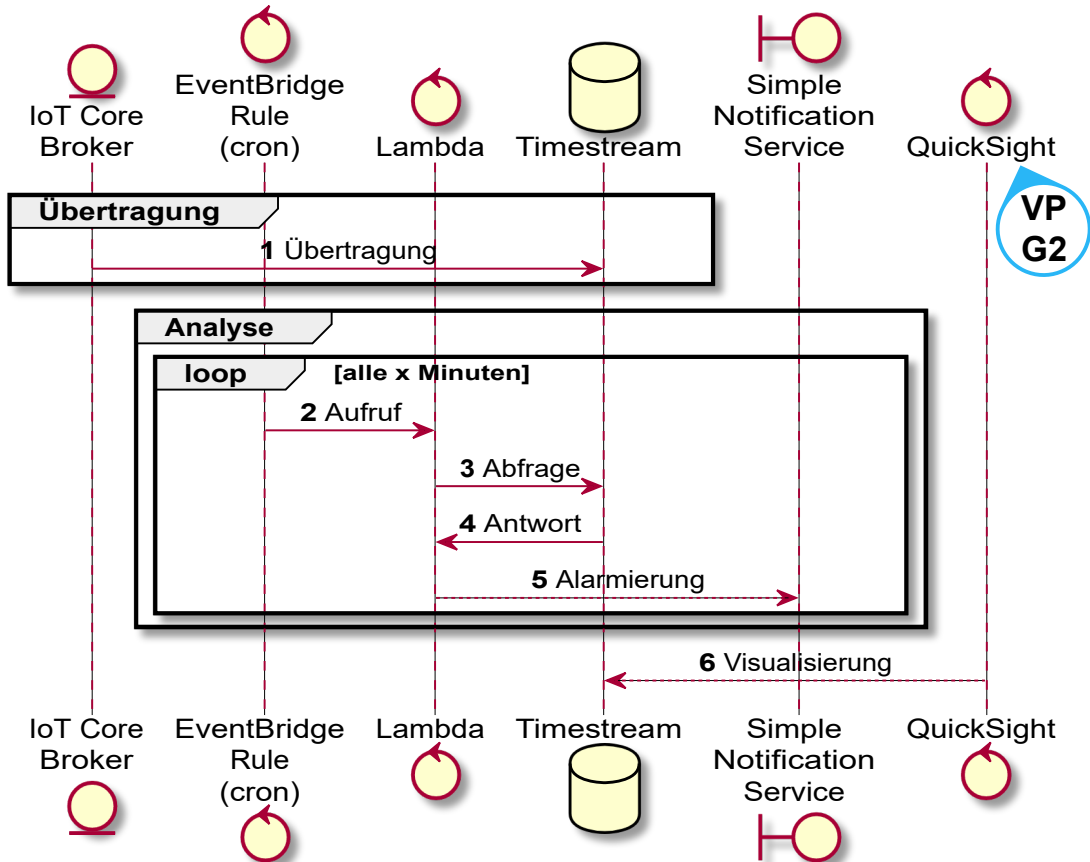 IoT Core
Broker
EventBridge
Rule
(cron)
Lambda
Timestream
Simple
Notification
Service
QuickSight
VP
G2
Übertragung
1 Übertragung
Analyse
loop [alle x Minuten]
2 Aufruf
3 Abfrage
4 Antwort
5 Alarmierung
6 Visualisierung
IoT Core
Broker
EventBridge
Rule
(cron)
Lambda
Timestream
Simple
Notification
Service
QuickSight